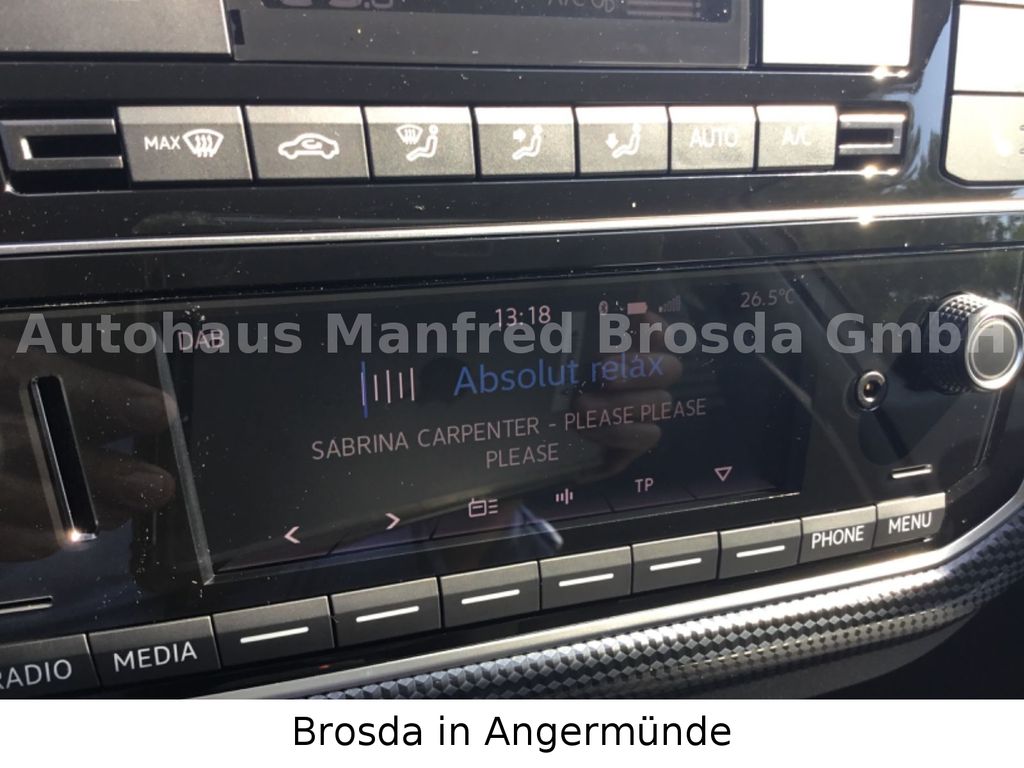 MAX
AUTO
A/C
Autohaus Manfred Brosda GmbH
DAB
13:18
26.5°C
Absolut relax
SABRINA CARPENTER - PLEASE PLEASE
PLEASE
TP
PHONE
MENU
RADIO
MEDIA
Brosda in Angermünde